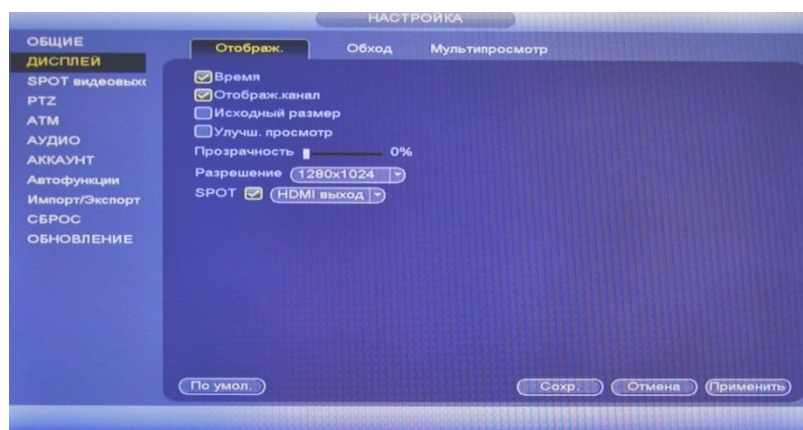 НАСТРОЙКА
ОБЩИЕ
ДИСПЛЕЙ
SPOT видеовыхс
PTZ
ATM
АУДИО
АККАУНТ
Автофункции
Импорт/Экспорт
СБРОС
ОБНОВЛЕНИЕ
Отображ. Обход Мультипросмотр
Время
Отображ.канал
Исходный размер
Улучш. просмотр
Прозрачность 0%
Разрешение 1280x1024
SPOT HDMI выход
По умол. Сохр. Отмена Применить